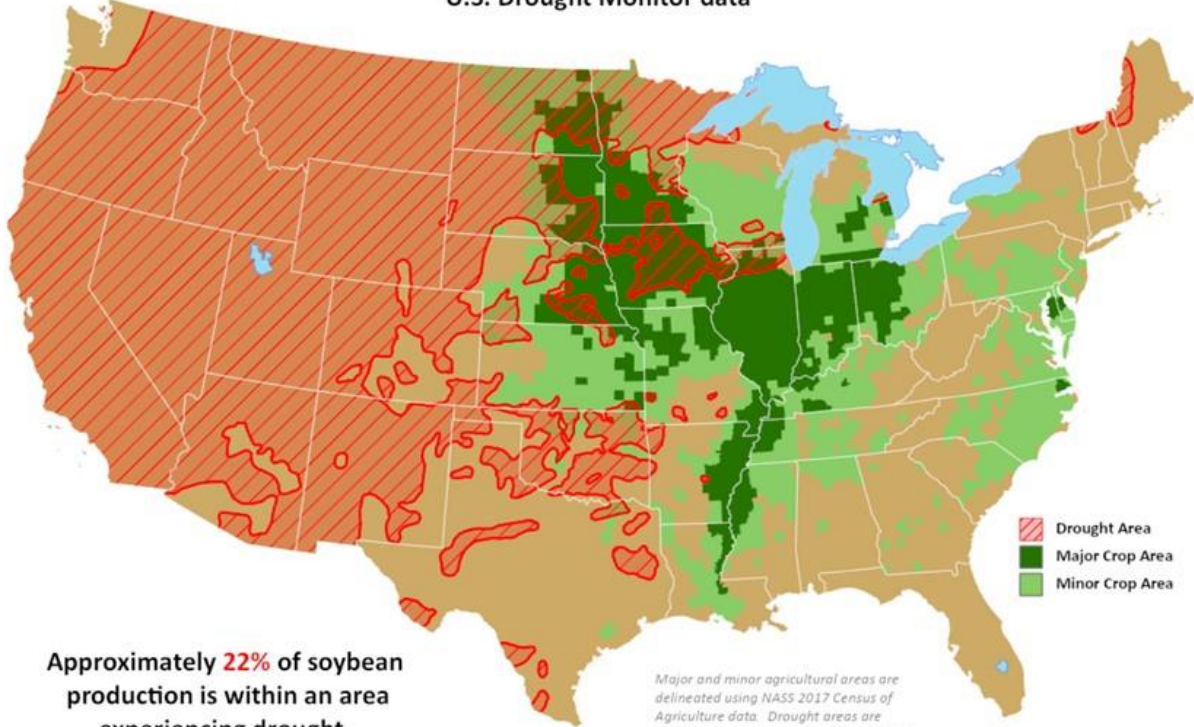 U.S. Drought Monitor data
Drought Area
Major Crop Area
Minor Crop Area
Approximately 22% of soybean
production is within an area
experiencing drought
Major and minor agricultural areas are
delineated using NASS 2017 Census of
Agriculture data. Drought areas are